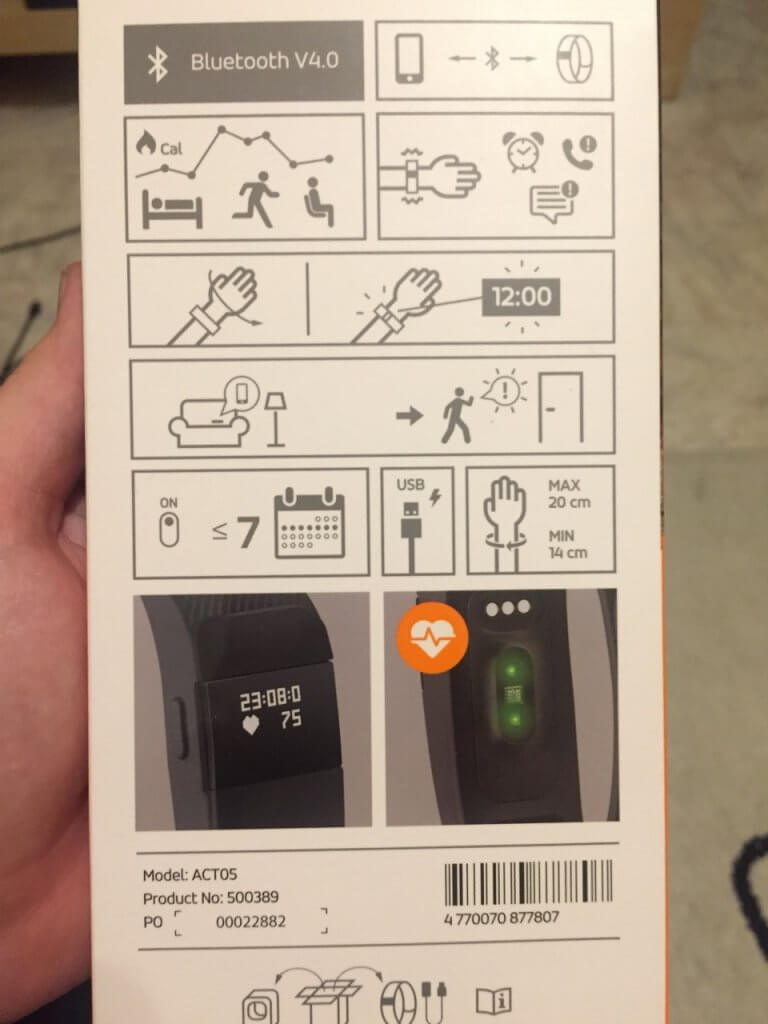 Bluetooth V4.0
Cal
12:00
ON
≤ 7
USB
MAX
20 cm
MIN
14 cm
23:08:0
75
Model: ACT05
Product No: 500389
PO 00022882
4 770070 877807